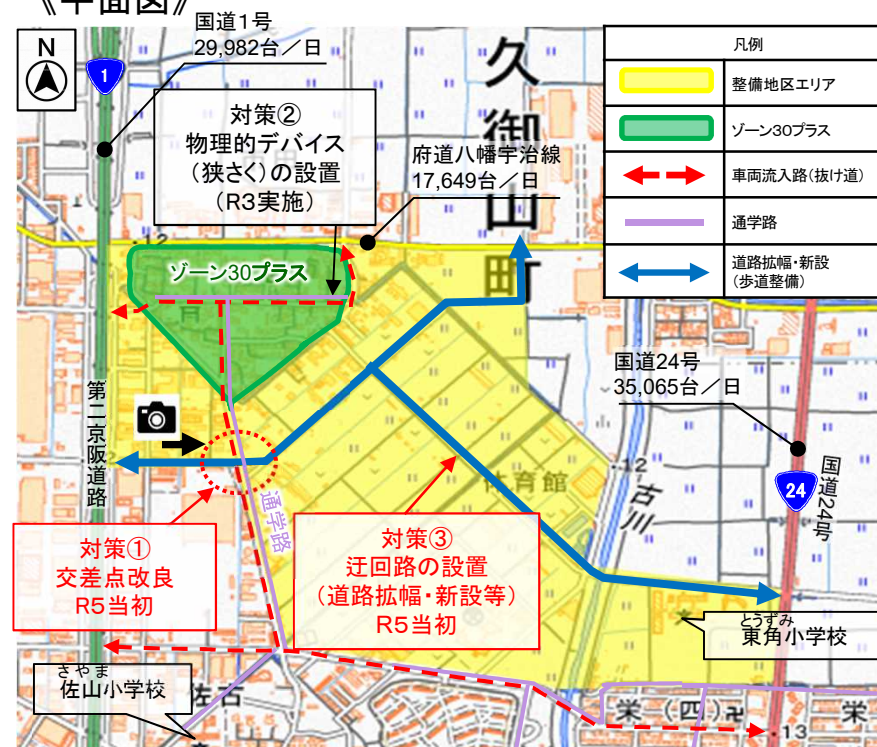 《平面図》
国道1号
29,982台／日
N
1
対策②
物理的デバイス
(狭さく)の設置
(R3実施)
府道八幡宇治線
17,649台／日
久御山町
凡例
整備地区エリア
ゾーン30プラス
車両流入路(抜け道)
通学路
道路拡幅・新設
(歩道整備)
12
ゾーン30プラス
国道24号
35,065台／日
第二京阪道路
体育館
12
古川
24
国道24号
通学路
対策①
交差点改良
R5当初
対策③
迂回路の設置
(道路拡幅・新設等)
R5当初
とうずみ
東角小学校
さやま
佐山小学校
佐古
栄(四)
栄
13